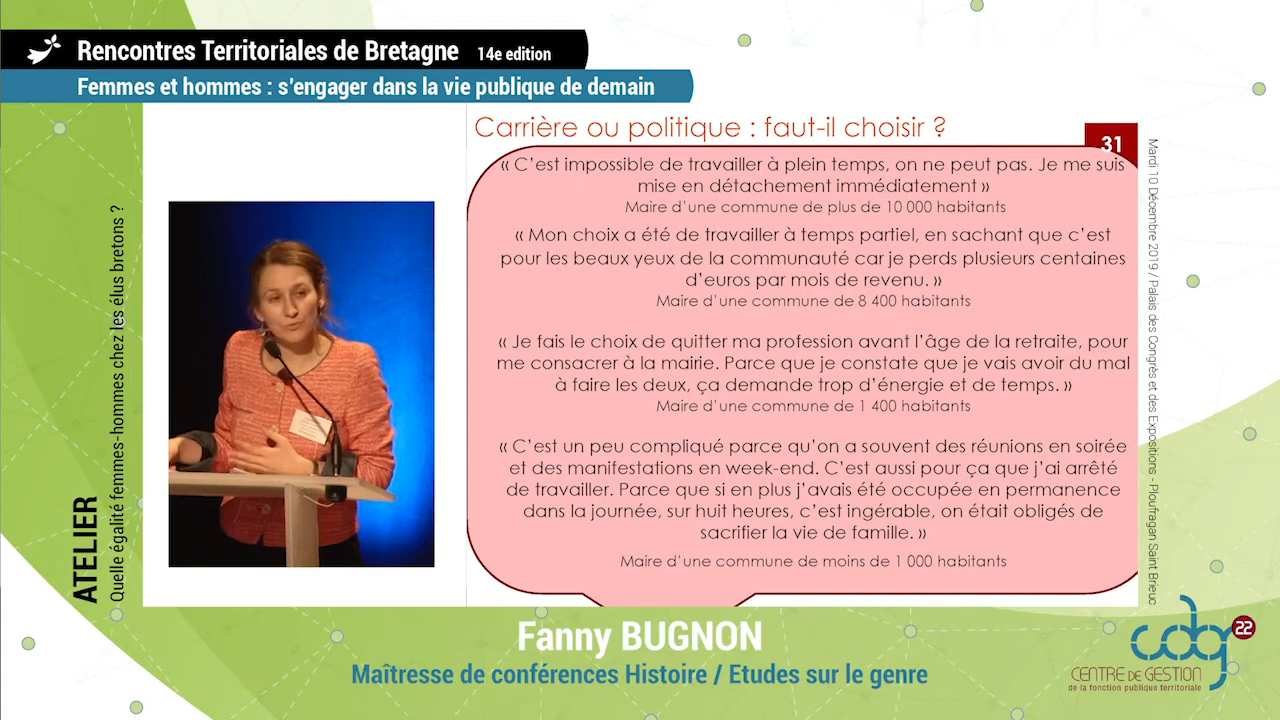 Rencontres Territoriales de Bretagne 14e edition
Femmes et hommes : s'engager dans la vie publique de demain
Carrière ou politique : faut-il choisir ?
31
« C'est impossible de travailler à plein temps, on ne peut pas. Je me suis
mise en détachement immédiatement »
Maire d'une commune de plus de 10 000 habitants
« Mon choix a été de travailler à temps partiel, en sachant que c'est
pour les beaux yeux de la communauté car je perds plusieurs centaines
d'euros par mois de revenu. »
Maire d'une commune de 8 400 habitants
« Je fais le choix de quitter ma profession avant l'âge de la retraite, pour
me consacrer à la mairie. Parce que je constate que je vais avoir du mal
à faire les deux, ça demande trop d'énergie et de temps. »
Maire d'une commune de 1 400 habitants
« C'est un peu compliqué parce qu'on a souvent des réunions en soirée
et des manifestations en week-end. C'est aussi pour ça que j'ai arrêté
de travailler. Parce que si en plus j'avais été occupée en permanence
dans la journée, sur huit heures, c'est ingérable, on était obligés de
sacrifier la vie de famille. »
Maire d'une commune de moins de 1 000 habitants
ATELIER
Quelle égalité femmes-hommes chez les élus bretons ?
Mardi 10 Décembre 2019 / Palais des Congrès et des Expositions - Ploufragan Saint Brieuc
Fanny BUGNON
Maîtresse de conférences Histoire / Etudes sur le genre
cdg 22
CENTRE DE GESTION
de la fonction publique territoriale